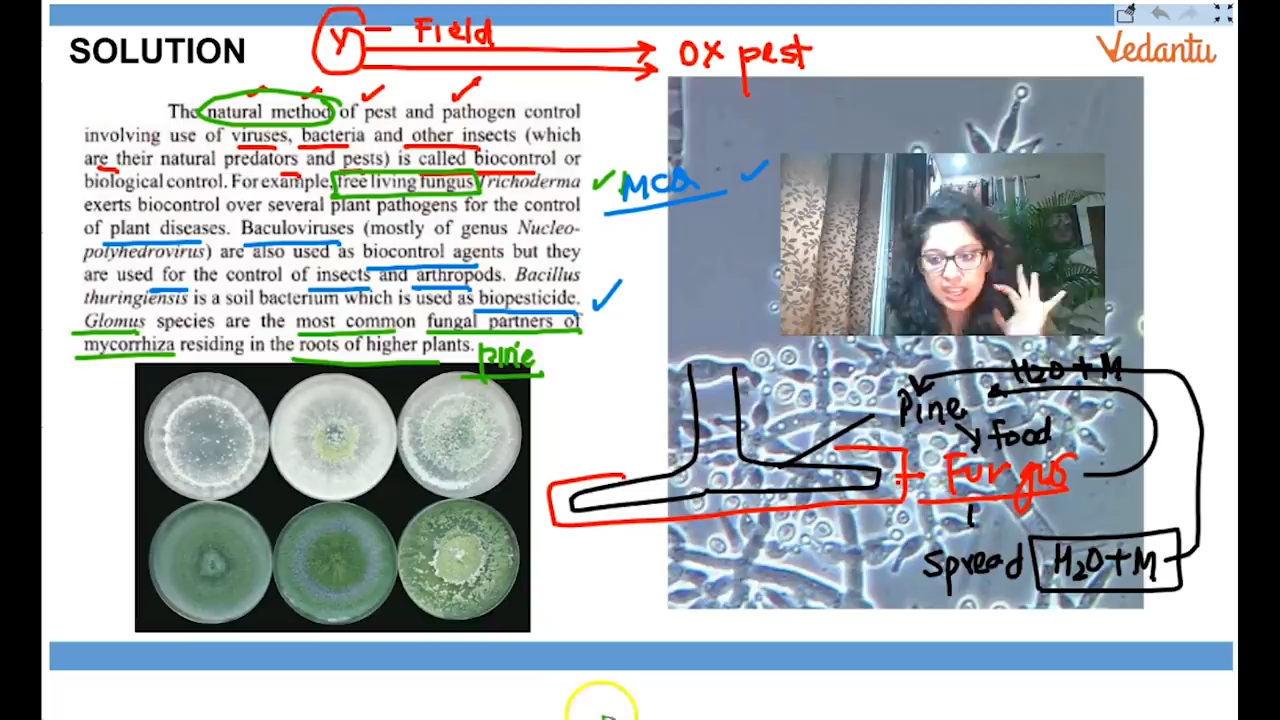 Y - Field
OX pest
SOLUTION
Vedantu
The natural method of pest and pathogen control
involving use of viruses, bacteria and other insects (which
are their natural predators and pests) is called biocontrol or
biological control. For example, free living fungus Trichoderma
exerts biocontrol over several plant pathogens for the control
of plant diseases. Baculoviruses (mostly of genus Nucleo-
polyhedrovirus) are also used as biocontrol agents but they
are used for the control of insects and arthropods. Bacillus
thuringiensis is a soil bacterium which is used as biopesticide.
Glomus species are the most common fungal partners of
mycorrhiza residing in the roots of higher plants.
MCQ
pine
H2O + M
Pine
Food
Fungus
spread H2O + M